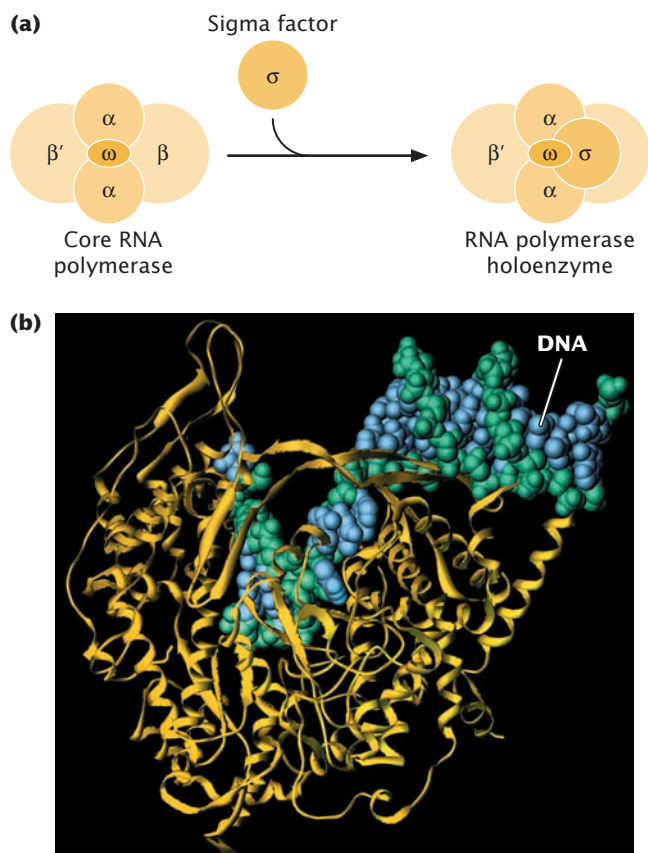 (a)
Sigma factor
σ
α
β′
ω
β
α
Core RNA
polymerase
α
β′
ω
σ
α
RNA polymerase
holoenzyme
(b)
DNA